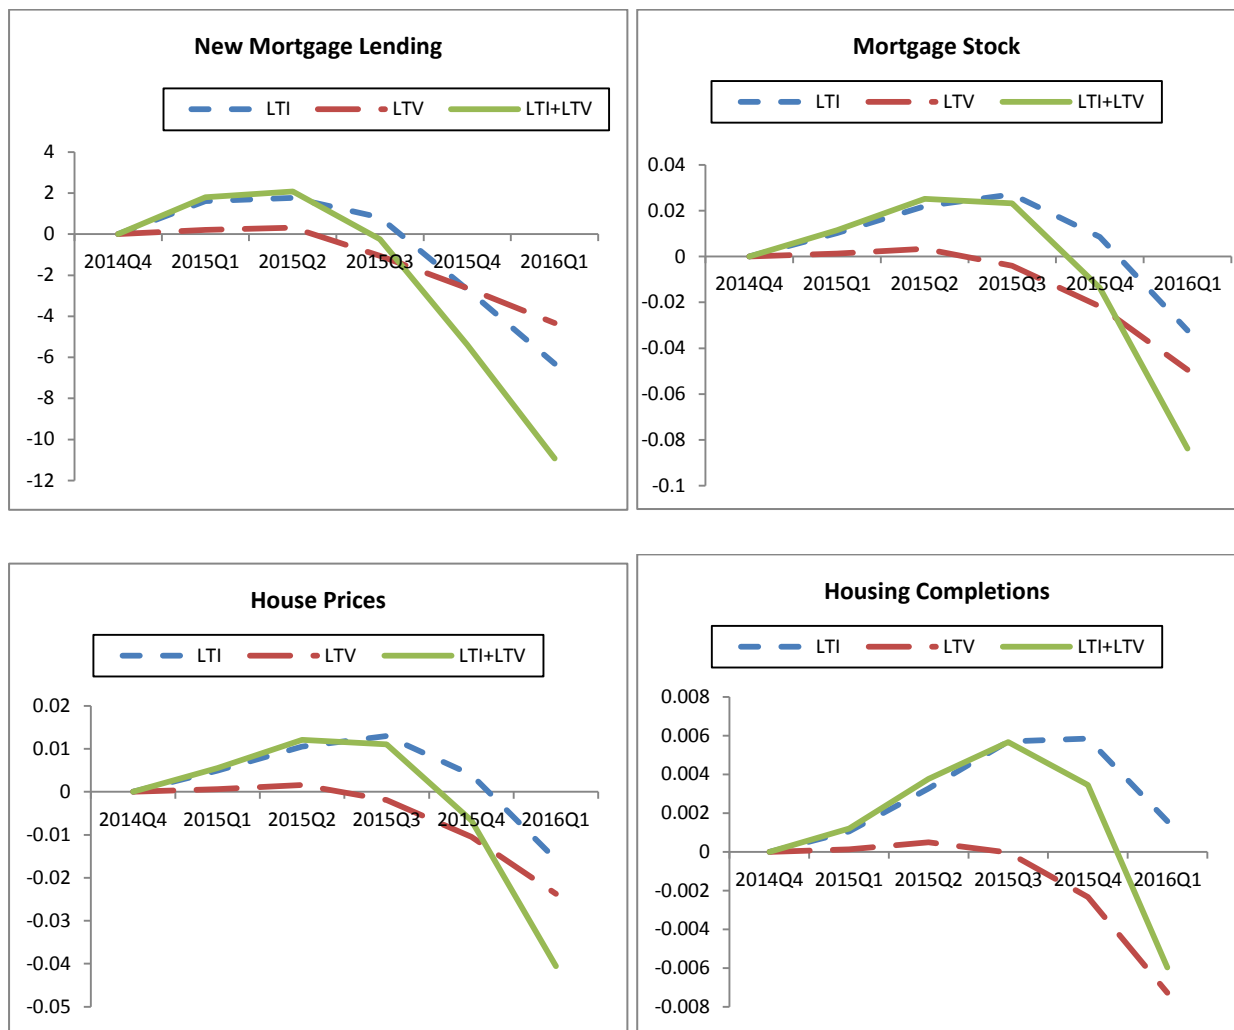 New Mortgage Lending
LTI LTV LTI+LTV
4
2
0
-2
-4
-6
-8
-10
-12
2014Q4 2015Q1 2015Q2 2015Q3 2015Q4 2016Q1
Mortgage Stock
LTI LTV LTI+LTV
0.04
0.02
0
-0.02
-0.04
-0.06
-0.08
-0.1
2014Q4 2015Q1 2015Q2 2015Q3 2015Q4 2016Q1
House Prices
LTI LTV LTI+LTV
0.02
0.01
0
-0.01
-0.02
-0.03
-0.04
-0.05
2014Q4 2015Q1 2015Q2 2015Q3 2015Q4 2016Q1
Housing Completions
LTI LTV LTI+LTV
0.008
0.006
0.004
0.002
0
-0.002
-0.004
-0.006
-0.008
2014Q4 2015Q1 2015Q2 2015Q3 2015Q4 2016Q1